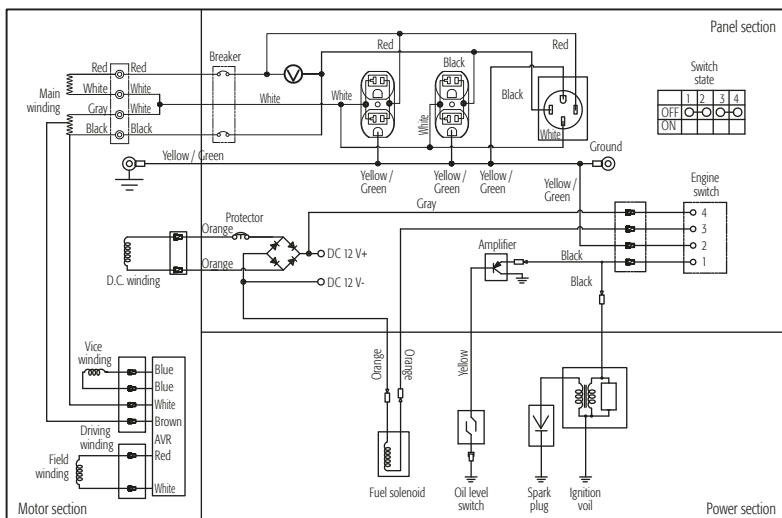 Panel section
Red
Red
Breaker
White
White
Main winding
Gray
White
Black
Black
White
Red
Black
White
Black
Red
White
Switch state
1 2 3 4
OFF
ON
Yellow / Green
Yellow / Green
Yellow / Green
Yellow / Green
Yellow / Green
Ground
Engine switch
Gray
4
3
2
1
Orange
Protector
Orange
D.C. winding
DC 12 V+
DC 12 V-
Amplifier
Black
Black
Orange
Orange
Yellow
Vice winding
Blue
Blue
White
Brown
Driving winding
AVR
Red
Field winding
White
Fuel solenoid
Oil level switch
Spark plug
Ignition voil
Motor section
Power section